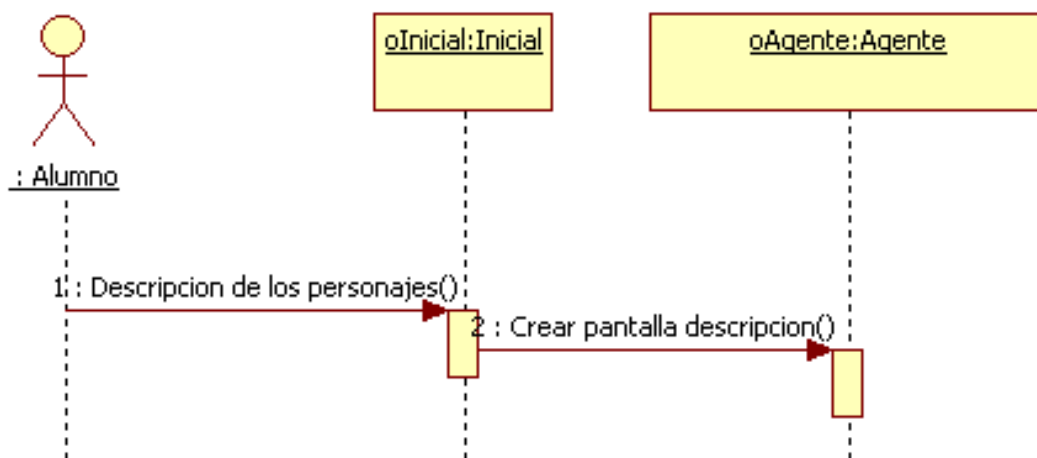 oInicial:Inicial
oAgente:Agente
: Alumno
1 : Descripcion de los personajes()
2 : Crear pantalla descripcion()